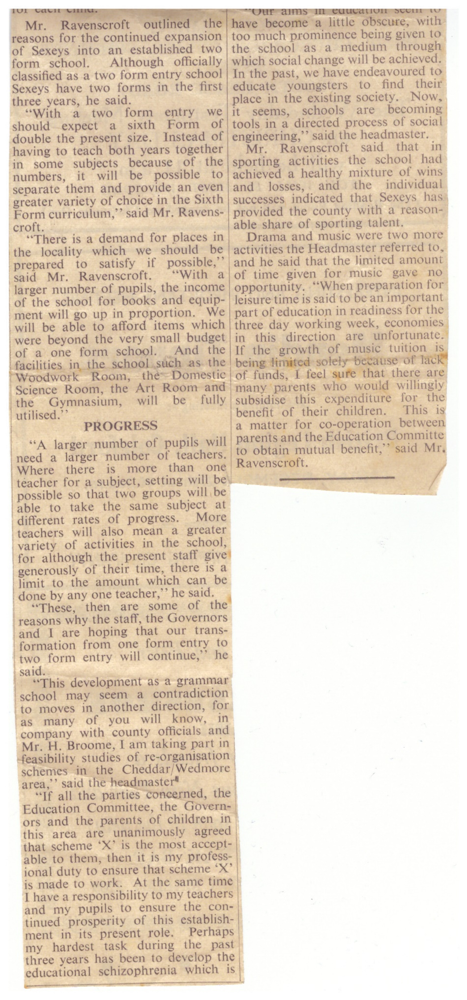 for each child.
Mr. Ravenscroft outlined the
reasons for the continued expansion
of Sexeys into an established two
form school. Although officially
classified as a two form entry school
Sexeys have two forms in the first
three years, he said.
“With a two form entry we
should expect a sixth Form of
double the present size. Instead of
having to teach both years together
in some subjects because of the
numbers, it will be possible to
separate them and provide an even
greater variety of choice in the Sixth
Form curriculum,” said Mr. Ravens-
croft.
“There is a demand for places in
the locality which we should be
prepared to satisfy if possible,”
said Mr. Ravenscroft. “With a
larger number of pupils, the income
of the school for books and equip-
ment will go up in proportion. We
will be able to afford items which
were beyond the very small budget
of a one form school. And the
facilities in the school such as the
Woodwork Room, the Domestic
Science Room, the Art Room and
the Gymnasium, will be fully
utilised.”
PROGRESS
“A larger number of pupils will
need a larger number of teachers.
Where there is more than one
teacher for a subject, setting will be
possible so that two groups will be
able to take the same subject at
different rates of progress. More
teachers will also mean a greater
variety of activities in the school,
for although the present staff give
generously of their time, there is a
limit to the amount which can be
done by any one teacher,” he said.
“These, then are some of the
reasons why the staff, the Governors
and I are hoping that our trans-
formation from one form entry to
two form entry will continue,” he
said.
“This development as a grammar
school may seem a contradiction
to moves in another direction, for
as many of you will know, in
company with county officials and
Mr. H. Broome, I am taking part in
feasibility studies of re-organisation
schemes in the Cheddar/Wedmore
area,” said the headmaster
“If all the parties concerned, the
Education Committee, the Govern-
ors and the parents of children in
this area are unanimously agreed
that scheme ‘X’ is the most accept-
able to them, then it is my profess-
ional duty to ensure that scheme ‘X’
is made to work. At the same time
I have a responsibility to my teachers
and my pupils to ensure the con-
tinued prosperity of this establish-
ment in its present role. Perhaps
my hardest task during the past
three years has been to develop the
educational schizophrenia which is
“Our aims in education seem to
have become a little obscure, with
too much prominence being given to
the school as a medium through
which social change will be achieved.
In the past, we have endeavoured to
educate youngsters to find their
place in the existing society. Now,
it seems, schools are becoming
tools in a directed process of social
engineering,” said the headmaster.
Mr. Ravenscroft said that in
sporting activities the school had
achieved a healthy mixture of wins
and losses, and the individual
successes indicated that Sexeys has
provided the county with a reason-
able share of sporting talent.
Drama and music were two more
activities the Headmaster referred to,
and he said that the limited amount
of time given for music gave no
opportunity. “When preparation for
leisure time is said to be an important
part of education in readiness for the
three day working week, economies
in this direction are unfortunate.
If the growth of music tuition is
being limited solely because of lack
of funds, I feel sure that there are
many parents who would willingly
subsidise this expenditure for the
benefit of their children. This is
a matter for co-operation between
parents and the Education Committe
to obtain mutual benefit,” said Mr.
Ravenscroft.